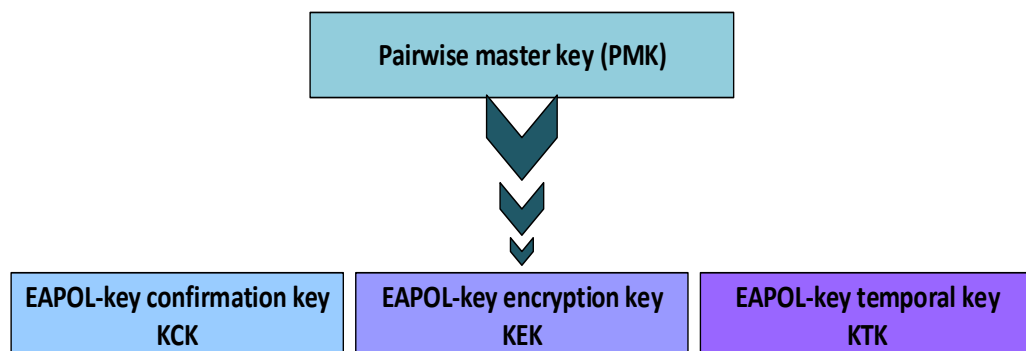 Pairwise master key (PMK)
EAPOL-key confirmation key
KCK
EAPOL-key encryption key
KEK
EAPOL-key temporal key
KTK